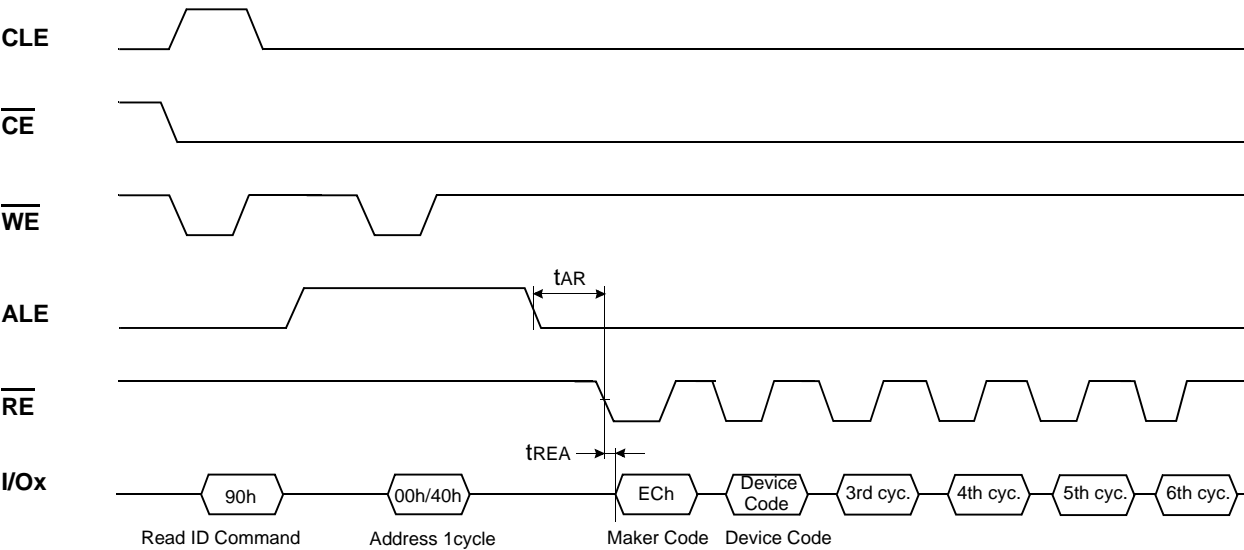 CLE
CE
WE
ALE
tAR
RE
tREA
I/Ox
90h
00h/40h
ECh
Device
Code
3rd cyc.
4th cyc.
5th cyc.
6th cyc.
Read ID Command
Address 1cycle
Maker Code
Device Code